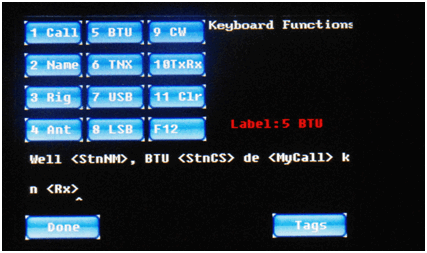 1 Call 5 BTU 9 CW Keyboard Functions
2 Name 6 TNX 10TxRx
3 Rig 7 USB 11 Clr
4 Ant 8 LSB F12
Label:5 BTU
Well <StnNM>, BTU <StnCS> de <MyCall> k
n <Rx>
^
Done Tags